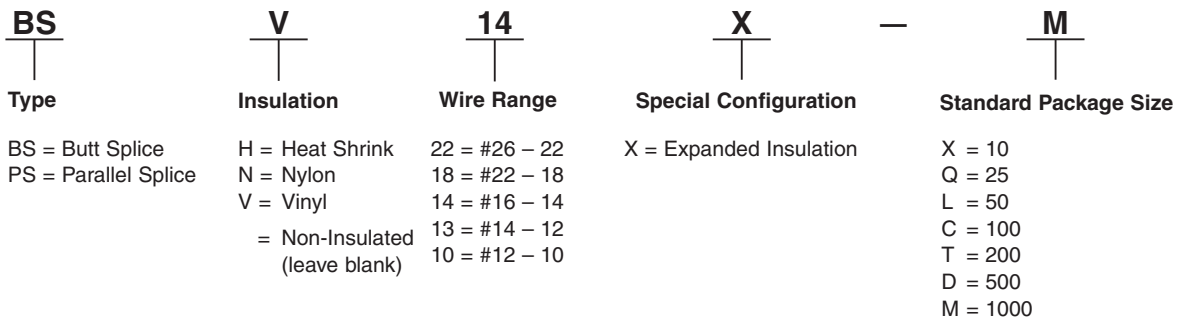 BS V 14 X — M
Type Insulation Wire Range Special Configuration Standard Package Size
BS = Butt Splice H = Heat Shrink 22 = #26 – 22 X = Expanded Insulation X = 10
PS = Parallel Splice N = Nylon 18 = #22 – 18 Q = 25
V = Vinyl 14 = #16 – 14 L = 50
= Non-Insulated 13 = #14 – 12 C = 100
(leave blank) 10 = #12 – 10 T = 200
D = 500
M = 1000